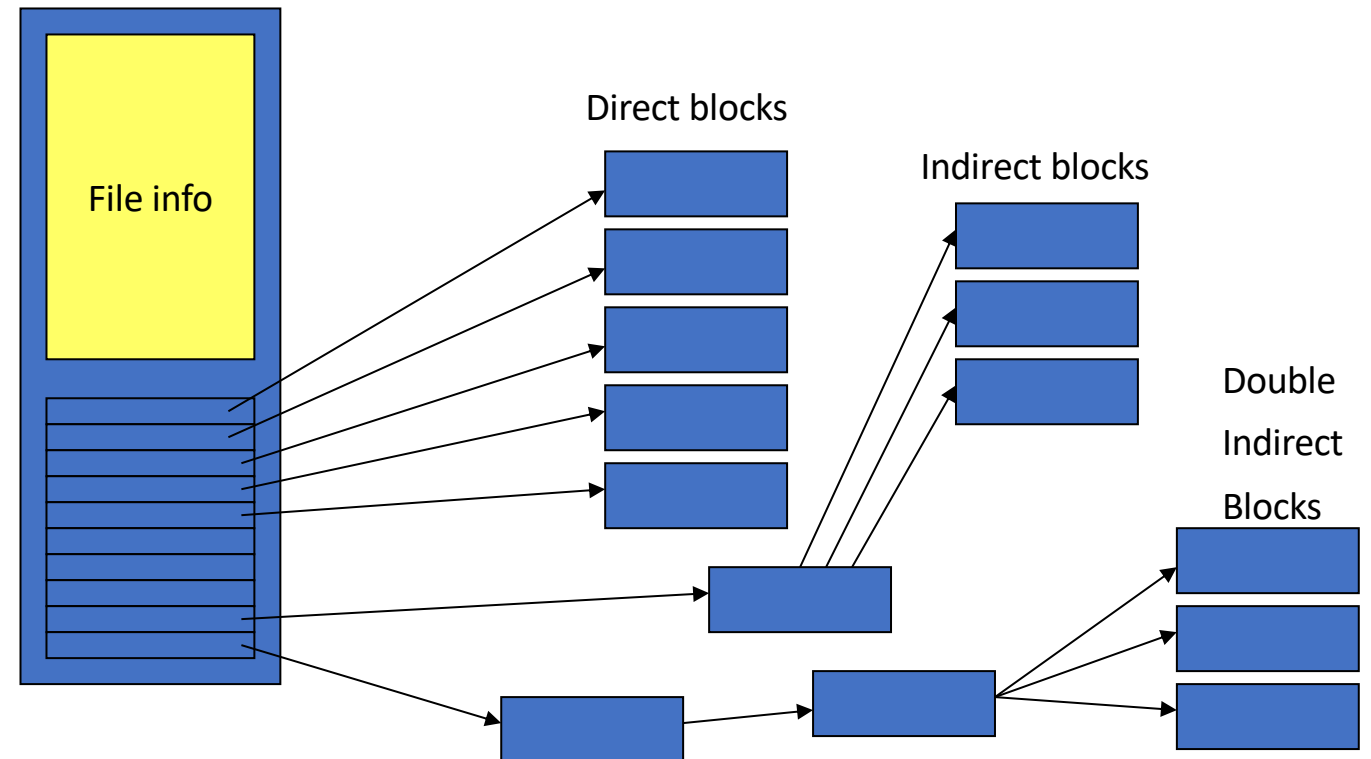 File info
Direct blocks
Indirect blocks
Double
Indirect
Blocks